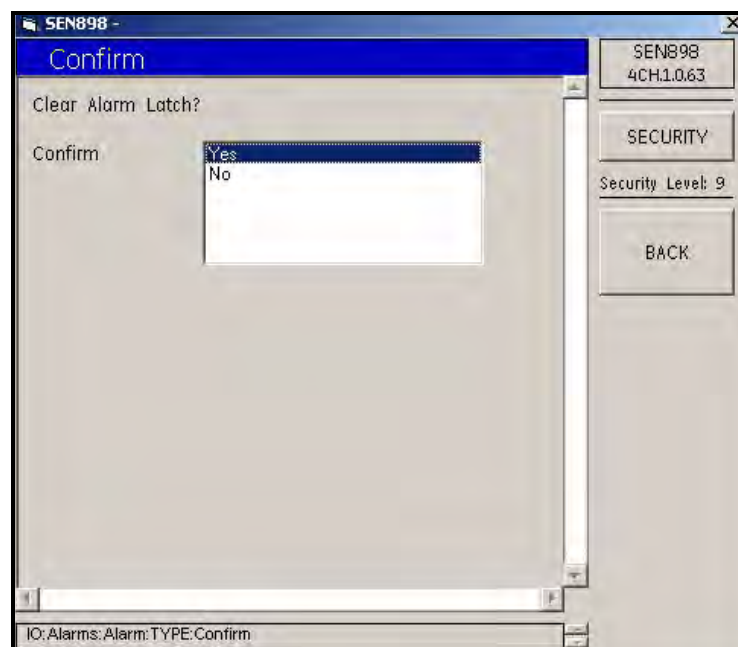 SEN898 -
Confirm
Clear Alarm Latch?
Confirm
Yes
No
SEN898
4CH.1.0.63
SECURITY
Security Level: 9
BACK
IO:Alarms:Alarm:TYPE:Confirm